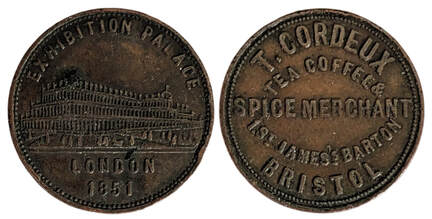 EXHIBITION PALACE
LONDON
1851
T. CORDEUX
TEA COFFEE &
SPICE MERCHANT
1. ST JAMES'S BARTON
BRISTOL